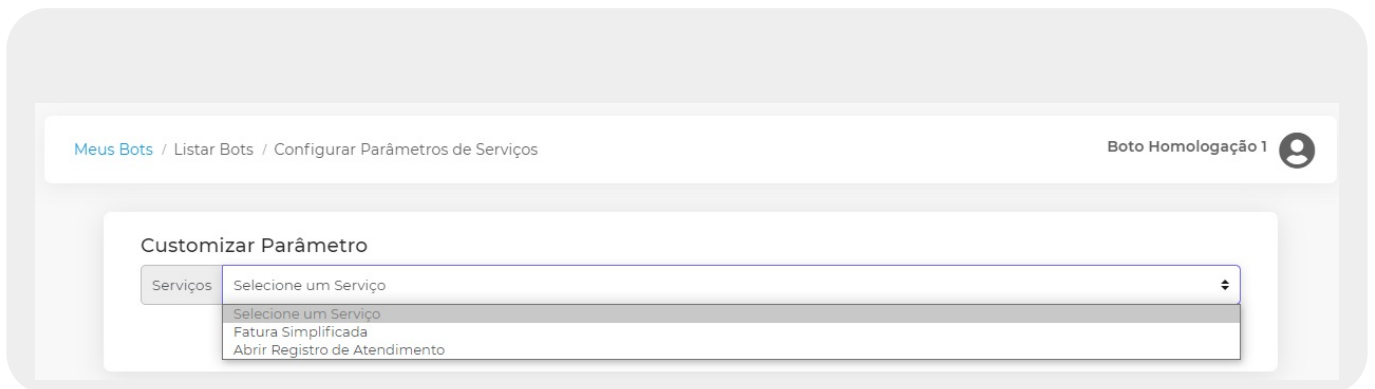 Meus Bots / Listar Bots / Configurar Parâmetros de Serviços
Boto Homologação 1
Customizar Parâmetro
Serviços Selecione um Serviço
Selecione um Serviço
Fatura Simplificada
Abrir Registro de Atendimento